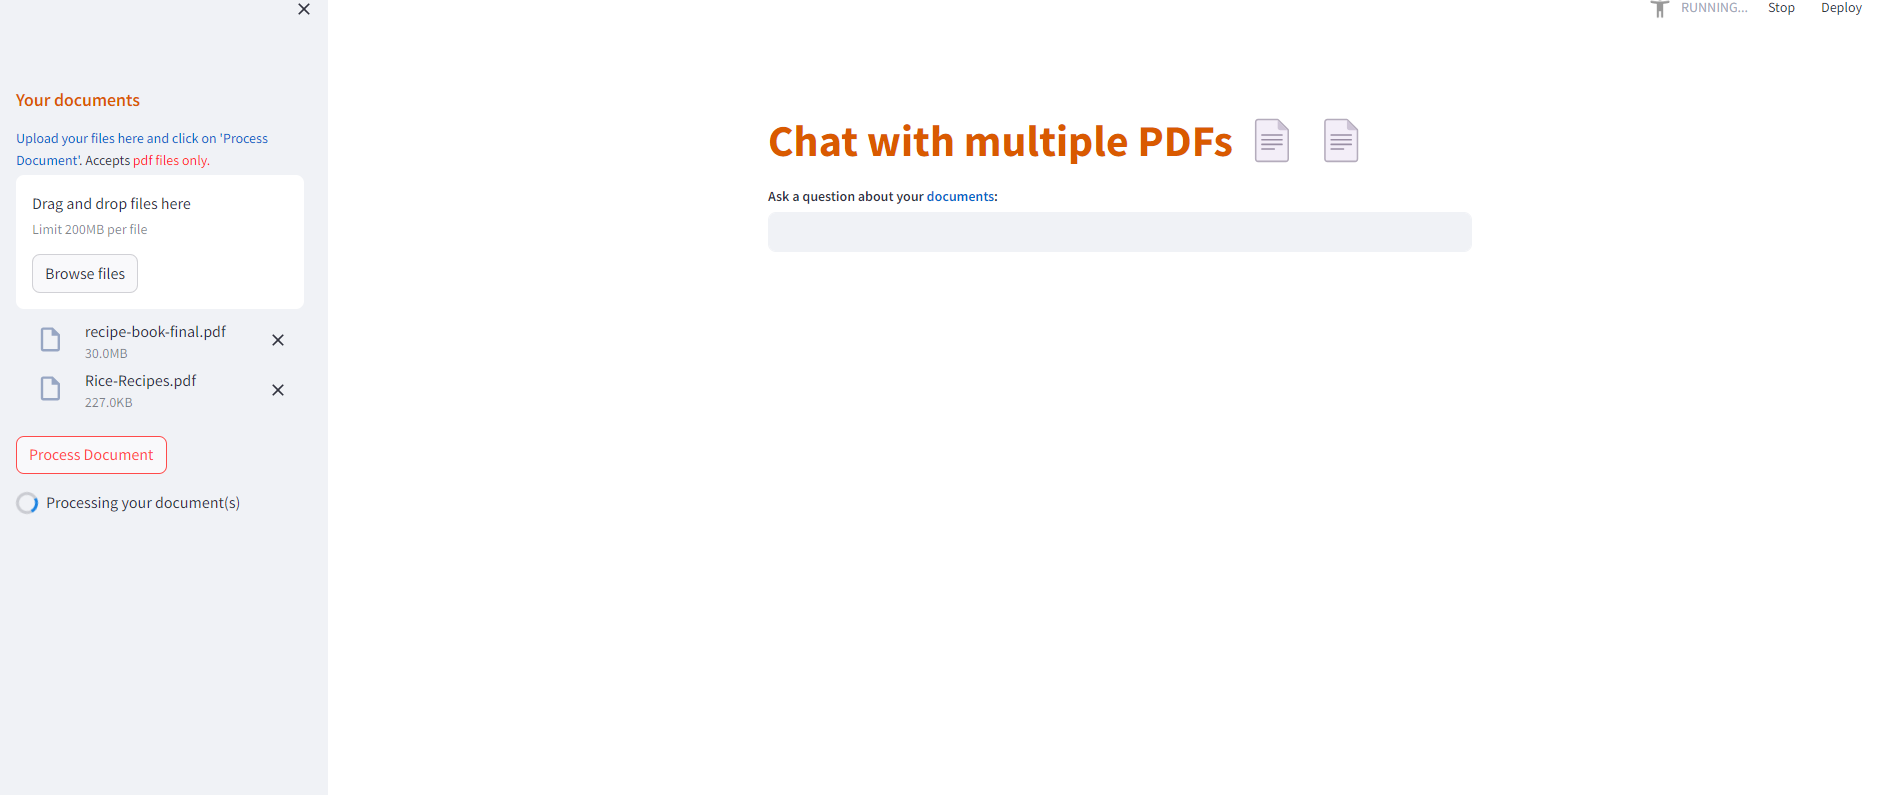 RUNNING...
Stop
Deploy
Your documents
Upload your files here and click on 'Process
Document'. Accepts pdf files only.
Drag and drop files here
Limit 200MB per file
Browse files
recipe-book-final.pdf
30.0MB
Rice-Recipes.pdf
227.0KB
Process Document
Processing your document(s)
Chat with multiple PDFs
Ask a question about your documents: